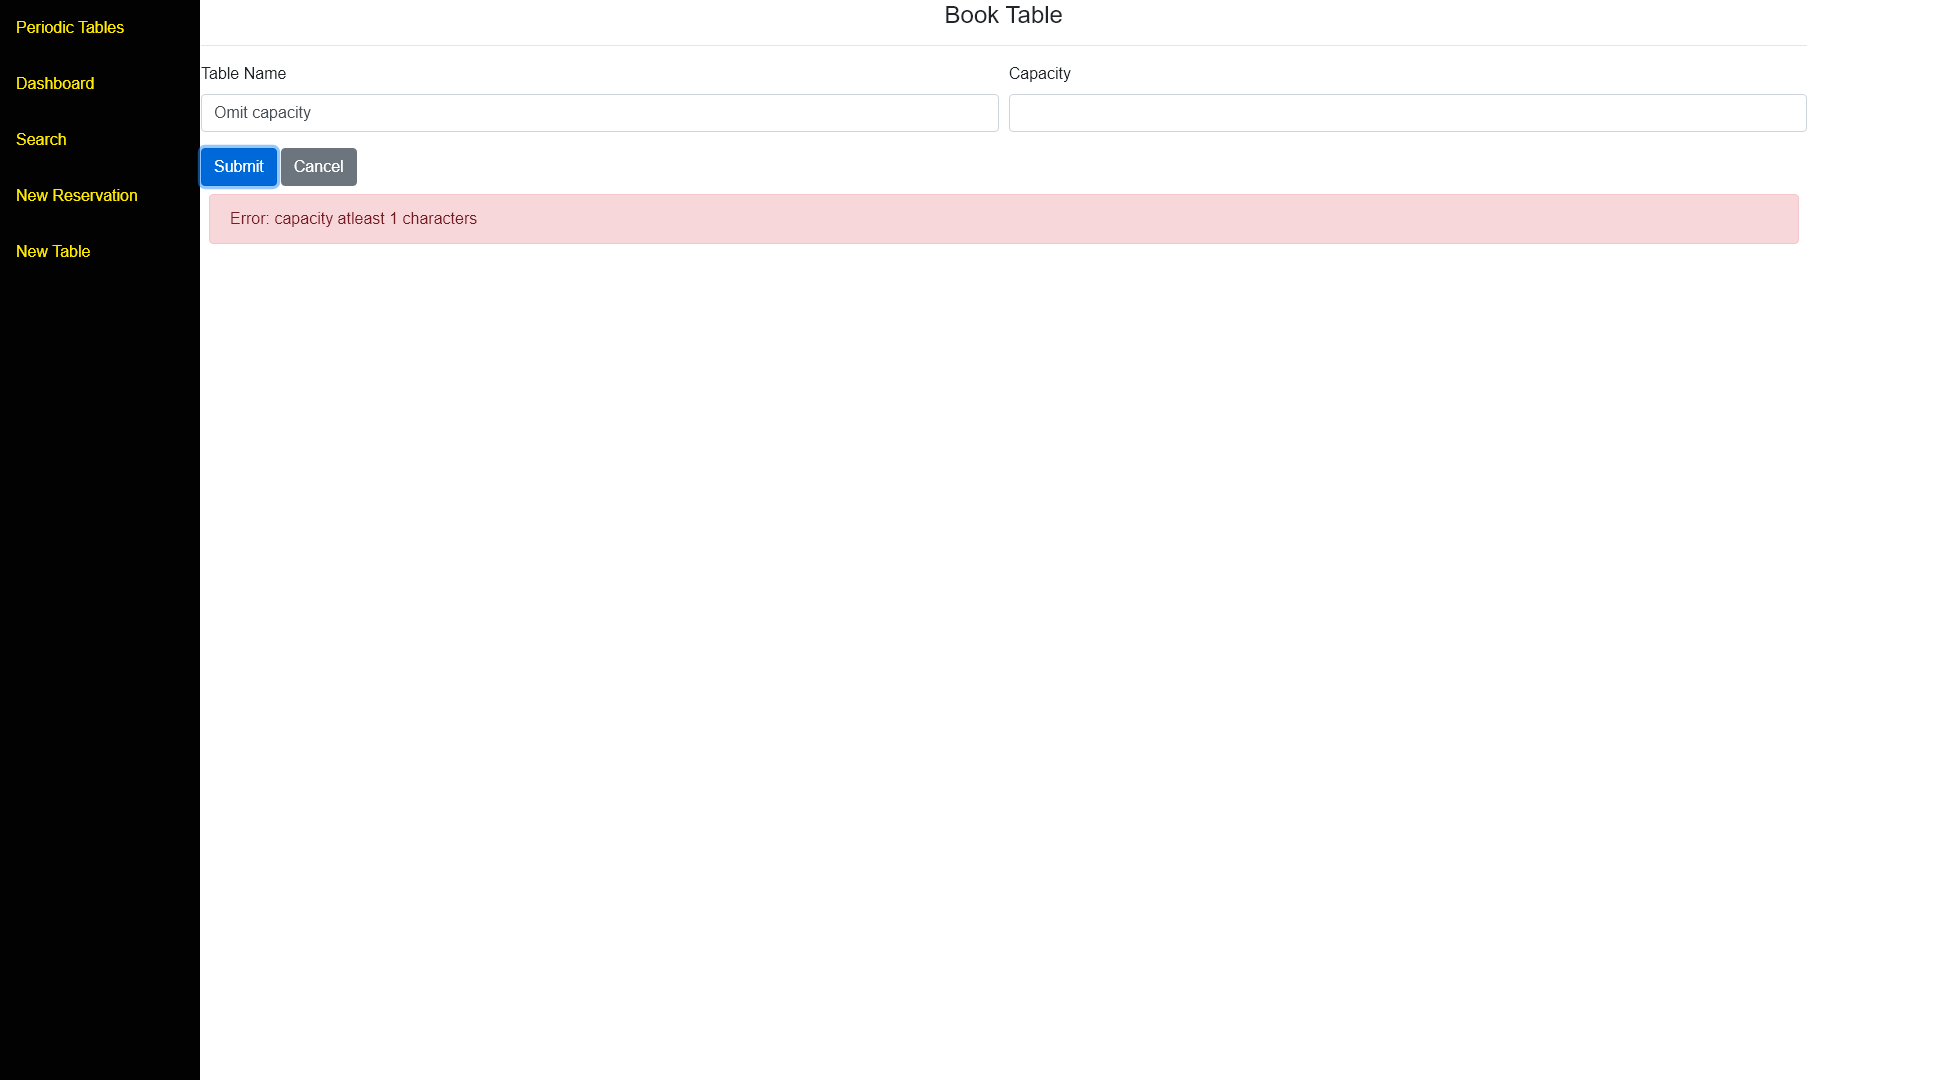 Periodic Tables
Dashboard
Search
New Reservation
New Table
Book Table
Table Name
Capacity
Omit capacity
Submit
Cancel
Error: capacity atleast 1 characters